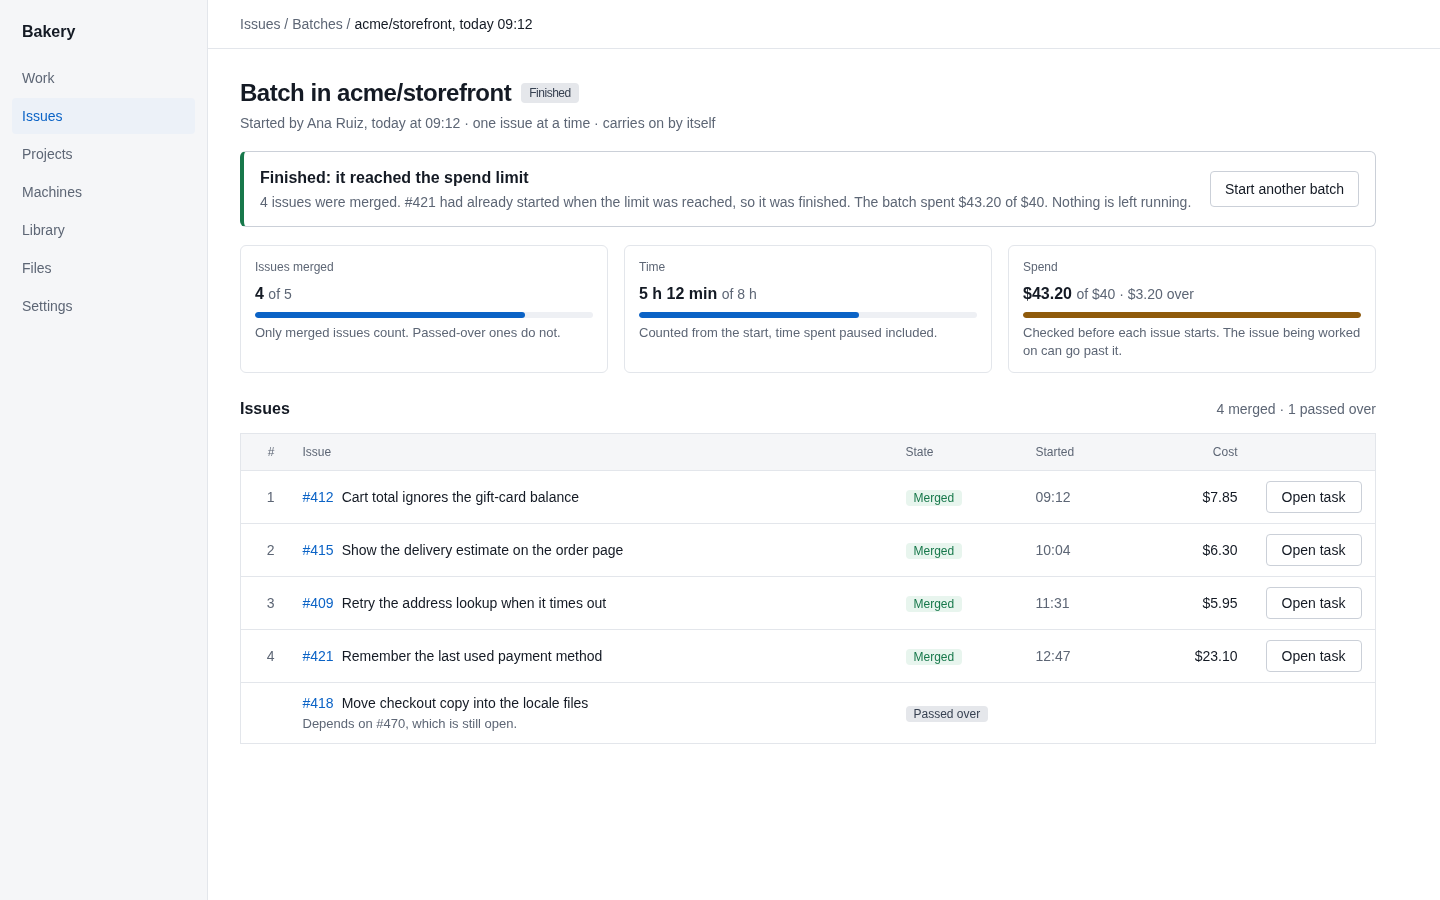 Bakery
Work
Issues
Projects
Machines
Library
Files
Settings
Issues / Batches / acme/storefront, today 09:12
Batch in acme/storefront Finished
Started by Ana Ruiz, today at 09:12 · one issue at a time · carries on by itself
Finished: it reached the spend limit
4 issues were merged. #421 had already started when the limit was reached, so it was finished. The batch spent $43.20 of $40. Nothing is left running.
Start another batch
Issues merged
4 of 5
Only merged issues count. Passed-over ones do not.
Time
5 h 12 min of 8 h
Counted from the start, time spent paused included.
Spend
$43.20 of $40 · $3.20 over
Checked before each issue starts. The issue being worked
on can go past it.
Issues
4 merged · 1 passed over
# Issue State Started Cost
1 #412 Cart total ignores the gift-card balance Merged 09:12 $7.85 Open task
2 #415 Show the delivery estimate on the order page Merged 10:04 $6.30 Open task
3 #409 Retry the address lookup when it times out Merged 11:31 $5.95 Open task
4 #421 Remember the last used payment method Merged 12:47 $23.10 Open task
#418 Move checkout copy into the locale files Passed over
Depends on #470, which is still open.